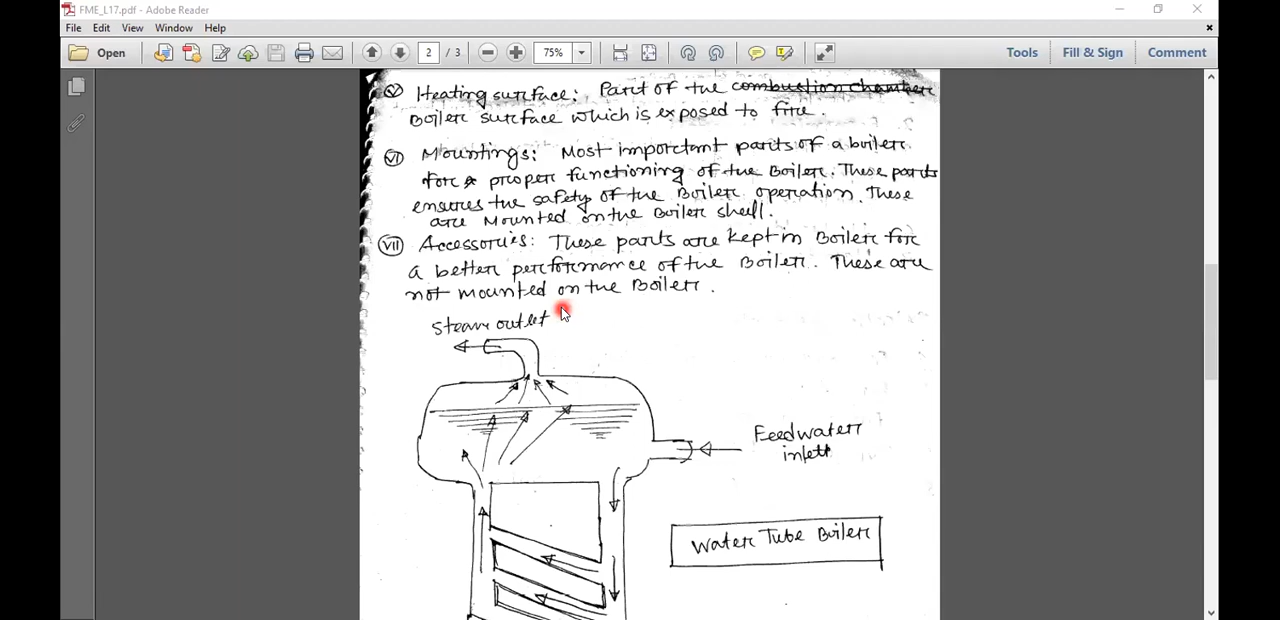 FME_L17.pdf - Adobe Reader
File Edit View Window Help
Open 2 / 3 75% Tools Fill & Sign Comment
(V) Heating surface: Part of the combustion chamber
Boiler surface which is exposed to fire.
(VI) Mountings: Most important parts of a boiler
for proper functioning of the Boiler. These parts
ensures the safety of the Boiler operation. These
are Mounted on the Boiler shell.
(VII) Accessories: These parts are kept in Boiler for
a better performance of the Boiler. These are
not mounted on the Boiler.
Steam outlet
Feedwater
inlet
Water Tube Boiler